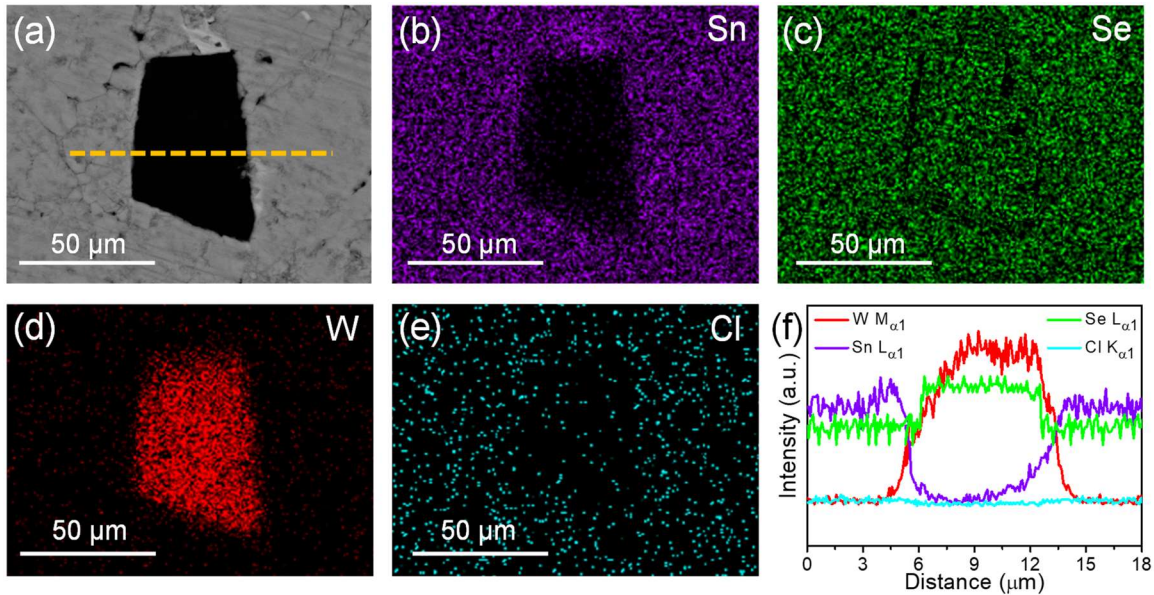 (a)
50 µm
(b)
Sn
50 µm
(c)
Se
50 µm
(d)
W
50 µm
(e)
Cl
50 µm
(f)
W Mα1
Se Lα1
Sn Lα1
Cl Kα1
Intensity (a.u.)
0 3 6 9 12 15 18
Distance (µm)